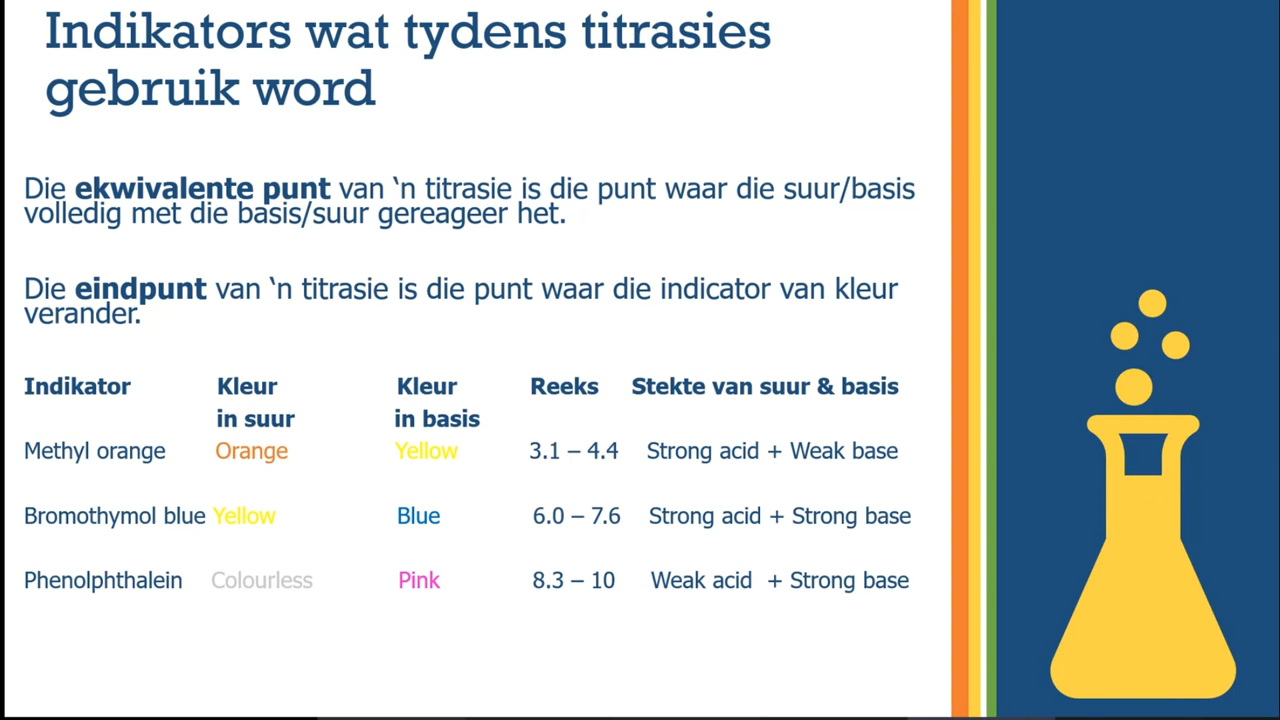 Indikators wat tydens titrasies
gebruik word
Die ekwivalente punt van ‘n titrasie is die punt waar die suur/basis
volledig met die basis/suur gereageer het.
Die eindpunt van ‘n titrasie is die punt waar die indicator van kleur
verander.
Indikator Kleur Kleur Reeks Stekte van suur & basis
in suur in basis
Methyl orange Orange Yellow 3.1 – 4.4 Strong acid + Weak base
Bromothymol blue Yellow Blue 6.0 – 7.6 Strong acid + Strong base
Phenolphthalein Colourless Pink 8.3 – 10 Weak acid + Strong base